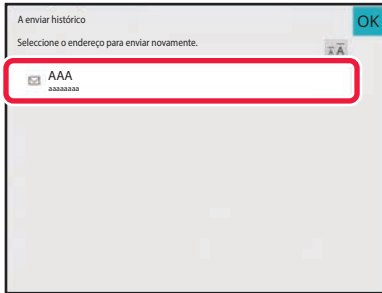 A enviar histórico
OK
Seleccione o endereço para enviar novamente.
A A
AAA
aaaaaaaa